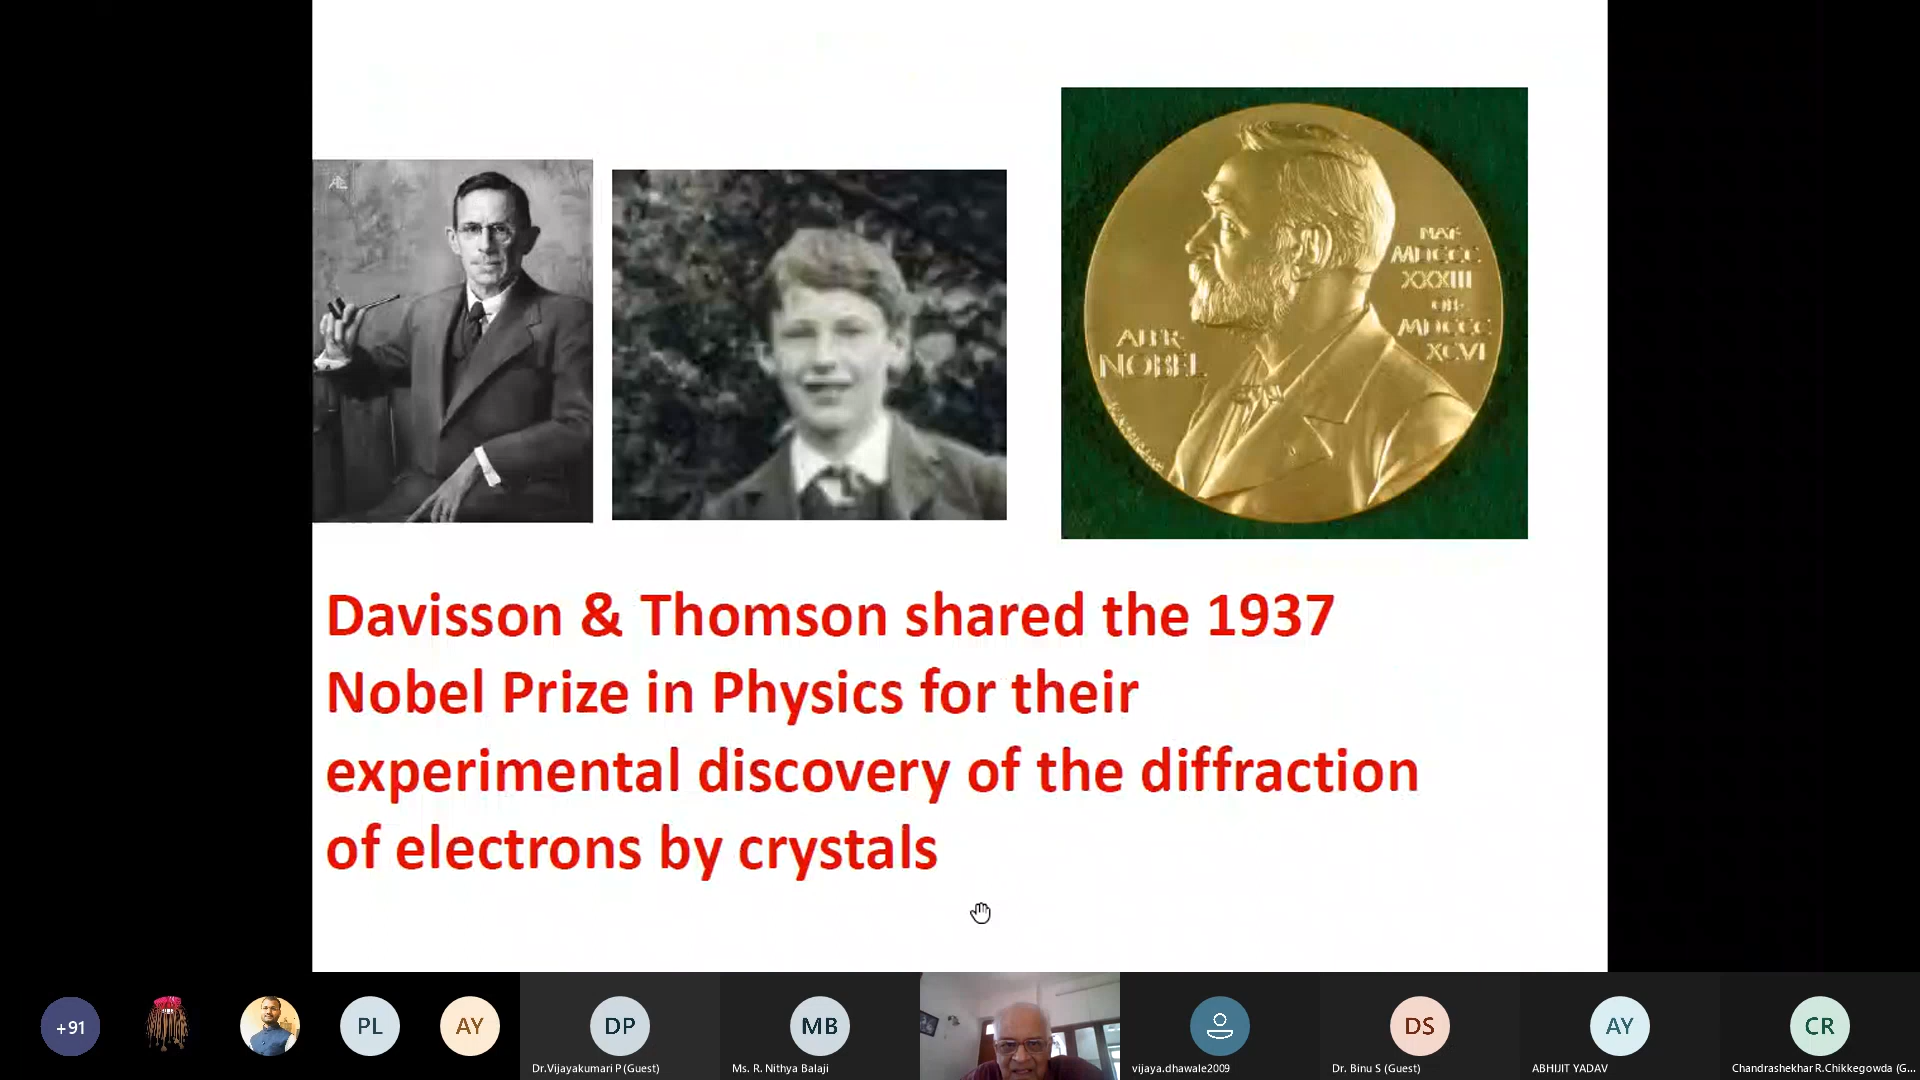 ALFR·
NOBEL
NAT·
MDCCC
XXXIII
OB·
MDCCC
XCVI
Davisson & Thomson shared the 1937
Nobel Prize in Physics for their
experimental discovery of the diffraction
of electrons by crystals
+91
PL
AY
DP
Dr.Vijayakumari P (Guest)
MB
Ms. R. Nithya Balaji
vijaya.dhawale2009
DS
Dr. Binu S (Guest)
AY
ABHIJIT YADAV
CR
Chandrashekhar R.Chikkegowda (G...